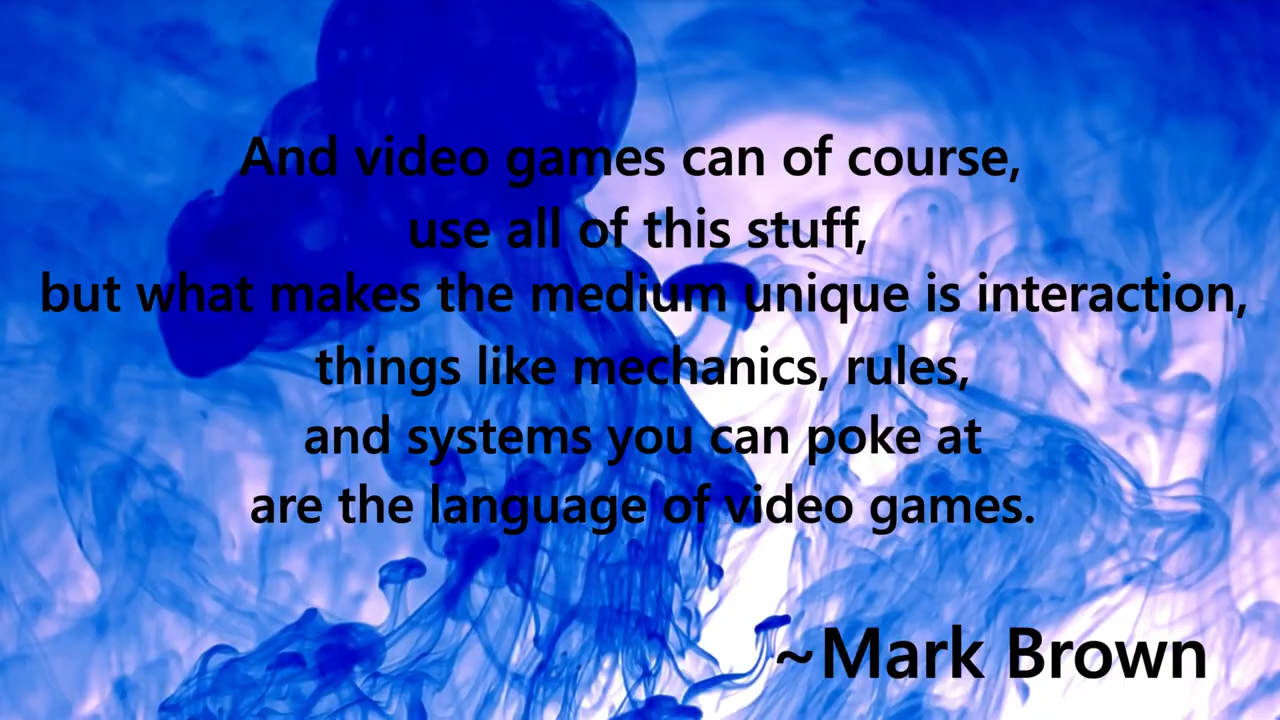 And video games can of course,
use all of this stuff,
but what makes the medium unique is interaction,
things like mechanics, rules,
and systems you can poke at
are the language of video games.
~Mark Brown